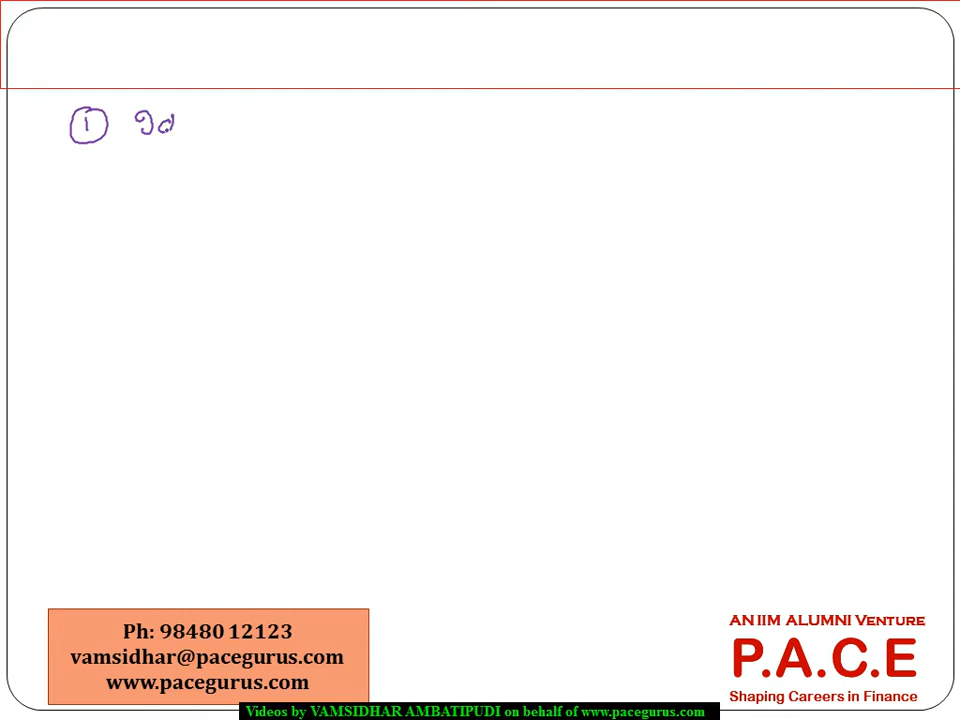 1
Ph: 98480 12123
vamsidhar@pacegurus.com
www.pacegurus.com
AN IIM ALUMNI VENTURE
P.A.C.E
Shaping Careers in Finance
Videos by VAMSIDHAR AMBATIPUDI on behalf of www.pacegurus.com